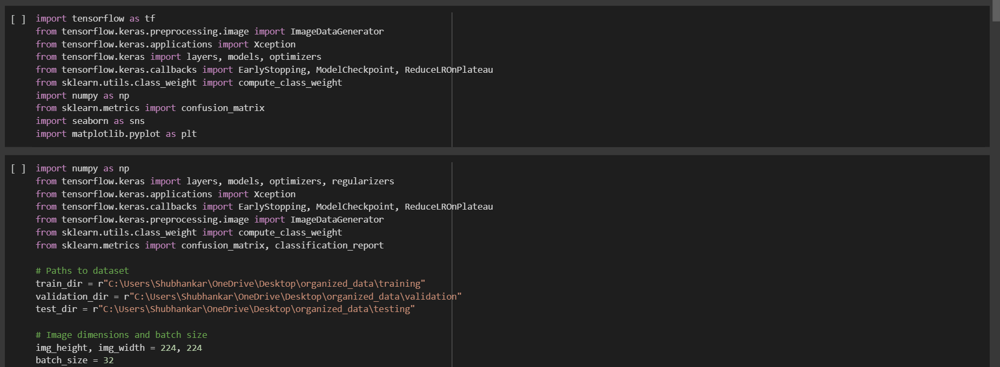 [ ] import tensorflow as tf
from tensorflow.keras.preprocessing.image import ImageDataGenerator
from tensorflow.keras.applications import Xception
from tensorflow.keras import layers, models, optimizers
from tensorflow.keras.callbacks import EarlyStopping, ModelCheckpoint, ReduceLROnPlateau
from sklearn.utils.class_weight import compute_class_weight
import numpy as np
from sklearn.metrics import confusion_matrix
import seaborn as sns
import matplotlib.pyplot as plt
[ ] import numpy as np
from tensorflow.keras import layers, models, optimizers, regularizers
from tensorflow.keras.applications import Xception
from tensorflow.keras.callbacks import EarlyStopping, ModelCheckpoint, ReduceLROnPlateau
from tensorflow.keras.preprocessing.image import ImageDataGenerator
from sklearn.utils.class_weight import compute_class_weight
from sklearn.metrics import confusion_matrix, classification_report
# Paths to dataset
train_dir = r"C:\Users\Shubhankar\OneDrive\Desktop\organized_data\training"
validation_dir = r"C:\Users\Shubhankar\OneDrive\Desktop\organized_data\validation"
test_dir = r"C:\Users\Shubhankar\OneDrive\Desktop\organized_data\testing"
# Image dimensions and batch size
img_height, img_width = 224, 224
batch_size = 32